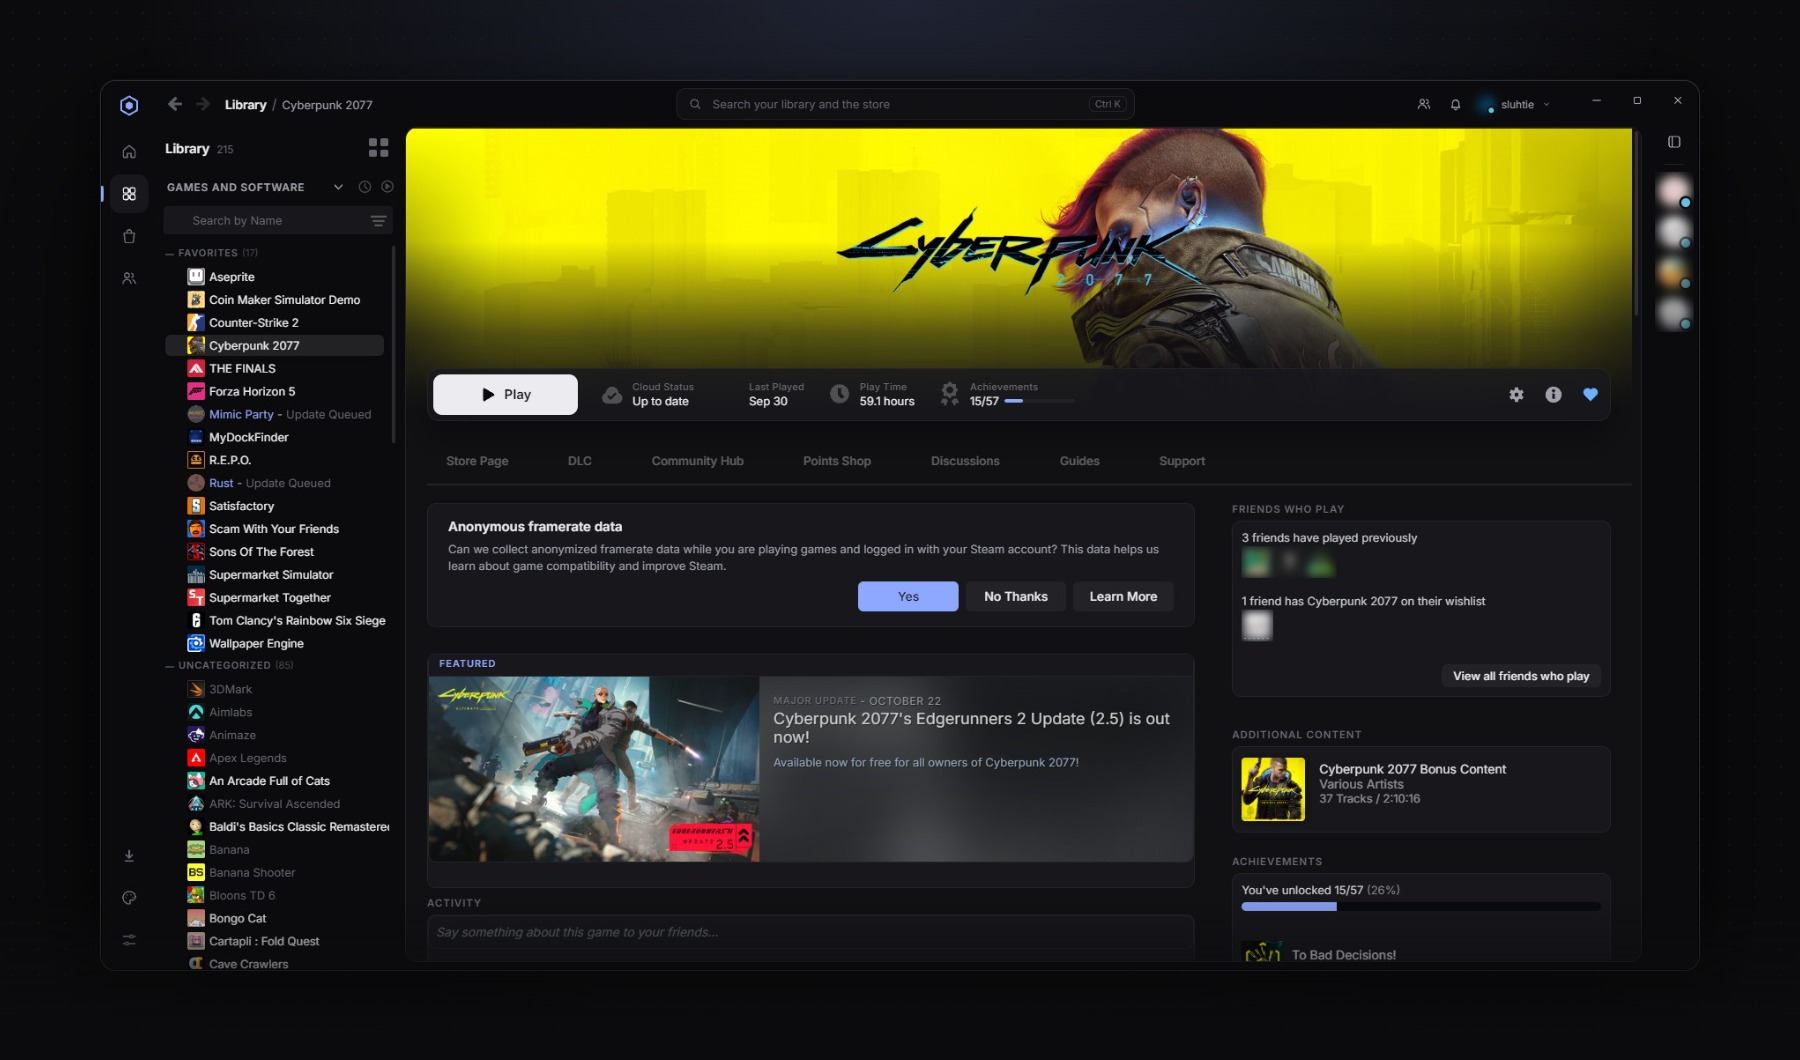 Library / Cyberpunk 2077
Search your library and the store
Ctrl K
sluhtie
Library 215
GAMES AND SOFTWARE
Search by Name
— FAVORITES (17)
Aseprite
Coin Maker Simulator Demo
Counter-Strike 2
Cyberpunk 2077
THE FINALS
Forza Horizon 5
Mimic Party - Update Queued
MyDockFinder
R.E.P.O.
Rust - Update Queued
Satisfactory
Scam With Your Friends
Sons Of The Forest
Supermarket Simulator
Supermarket Together
Tom Clancy's Rainbow Six Siege
Wallpaper Engine
— UNCATEGORIZED (85)
3DMark
Aimlabs
Animaze
Apex Legends
An Arcade Full of Cats
ARK: Survival Ascended
Baldi's Basics Classic Remastered
Banana
BS
Banana Shooter
Bloons TD 6
Bongo Cat
Cartapli : Fold Quest
Cave Crawlers
CYBERPUNK
2077
SAMURAI
Play
Cloud Status
Up to date
Last Played
Sep 30
Play Time
59.1 hours
Achievements
15/57
Store Page
DLC
Community Hub
Points Shop
Discussions
Guides
Support
Anonymous framerate data
Can we collect anonymized framerate data while you are playing games and logged in with your Steam account? This data helps us
learn about game compatibility and improve Steam.
Yes
No Thanks
Learn More
FEATURED
CYBERPUNK
EDGERUNNERS
UPDATE 2.5
MAJOR UPDATE - OCTOBER 22
Cyberpunk 2077's Edgerunners 2 Update (2.5) is out
now!
Available now for free for all owners of Cyberpunk 2077!
ACTIVITY
Say something about this game to your friends...
FRIENDS WHO PLAY
3 friends have played previously
1 friend has Cyberpunk 2077 on their wishlist
View all friends who play
ADDITIONAL CONTENT
Cyberpunk 2077 Bonus Content
Various Artists
37 Tracks / 2:10:16
ACHIEVEMENTS
You've unlocked 15/57 (26%)
To Bad Decisions!